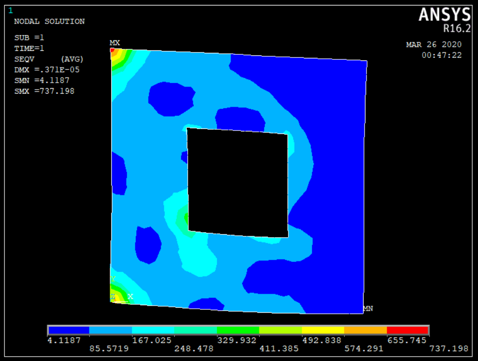 1
NODAL SOLUTION
SUB =1
TIME=1
SEQV (AVG)
DMX =.371E-05
SMN =4.1187
SMX =737.198
ANSYS
R16.2
MAR 26 2020
00:47:22
MX
X
MN
4.1187 167.025 329.932 492.838 655.745
85.5719 248.478 411.385 574.291 737.198